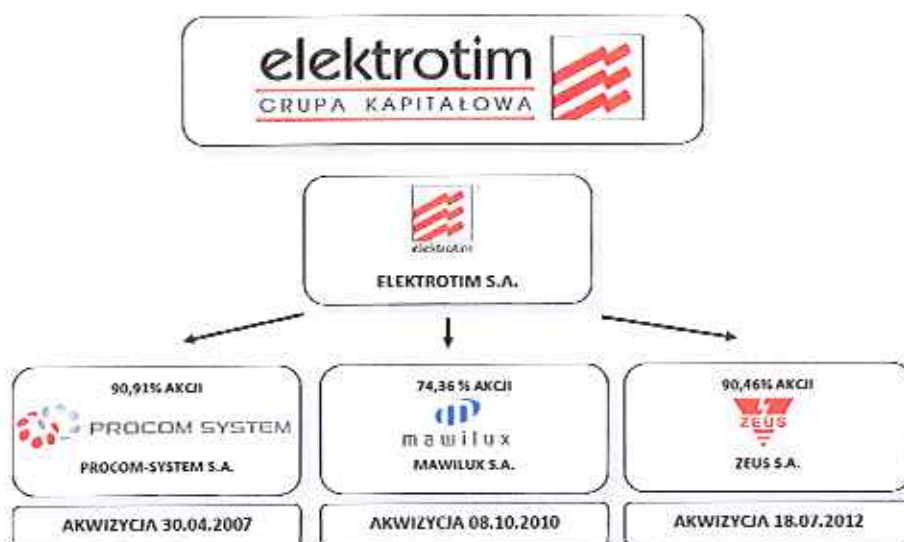 elektrotim
GRUPA KAPITAŁOWA
elektrotim
ELEKTROTIM S.A.
90,91% AKCJI
PROCOM SYSTEM
PROCOM-SYSTEM S.A.
AKWIZYCJA 30.04.2007
74,36 % AKCJI
mawilux
MAWILUX S.A.
AKWIZYCJA 08.10.2010
90,46% AKCJI
ZEUS
ZEUS S.A.
AKWIZYCJA 18.07.2012